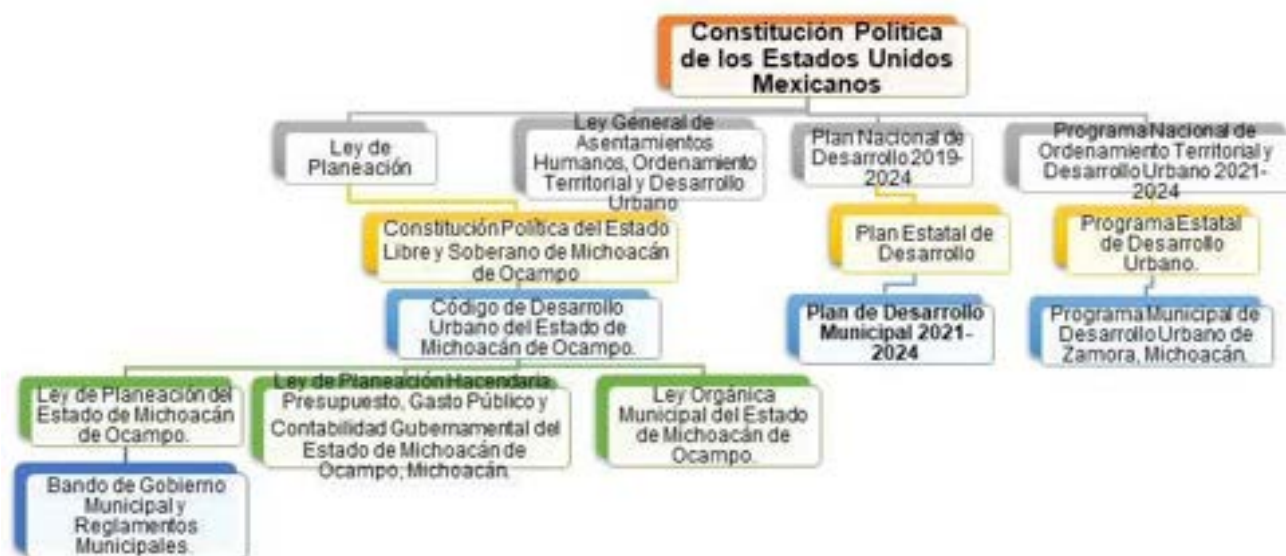 Constitución Política
de los Estados Unidos
Mexicanos
Ley de
Planeación
Ley General de
Asentamientos
Humanos, Ordenamiento
Territorial y Desarrollo
Urbano
Plan Nacional de
Desarrollo 2019-
2024
Programa Nacional de
Ordenamiento Territorial y
Desarrollo Urbano 2021-
2024
Constitución Política del Estado
Libre y Soberano de Michoacán
de Ocampo
Plan Estatal de
Desarrollo
Programa Estatal
de Desarrollo
Urbano.
Código de Desarrollo
Urbano del Estado de
Michoacán de Ocampo.
Plan de Desarrollo
Municipal 2021-
2024
Programa Municipal de
Desarrollo Urbano de
Zamora, Michoacán.
Ley de Planeación del
Estado de Michoacán
de Ocampo.
Ley de Planeación Hacendaria,
Presupuesto, Gasto Público y
Contabilidad Gubernamental del
Estado de Michoacán de
Ocampo, Michoacán.
Ley Orgánica
Municipal del Estado
de Michoacán de
Ocampo.
Bando de Gobierno
Municipal y
Reglamentos
Municipales.